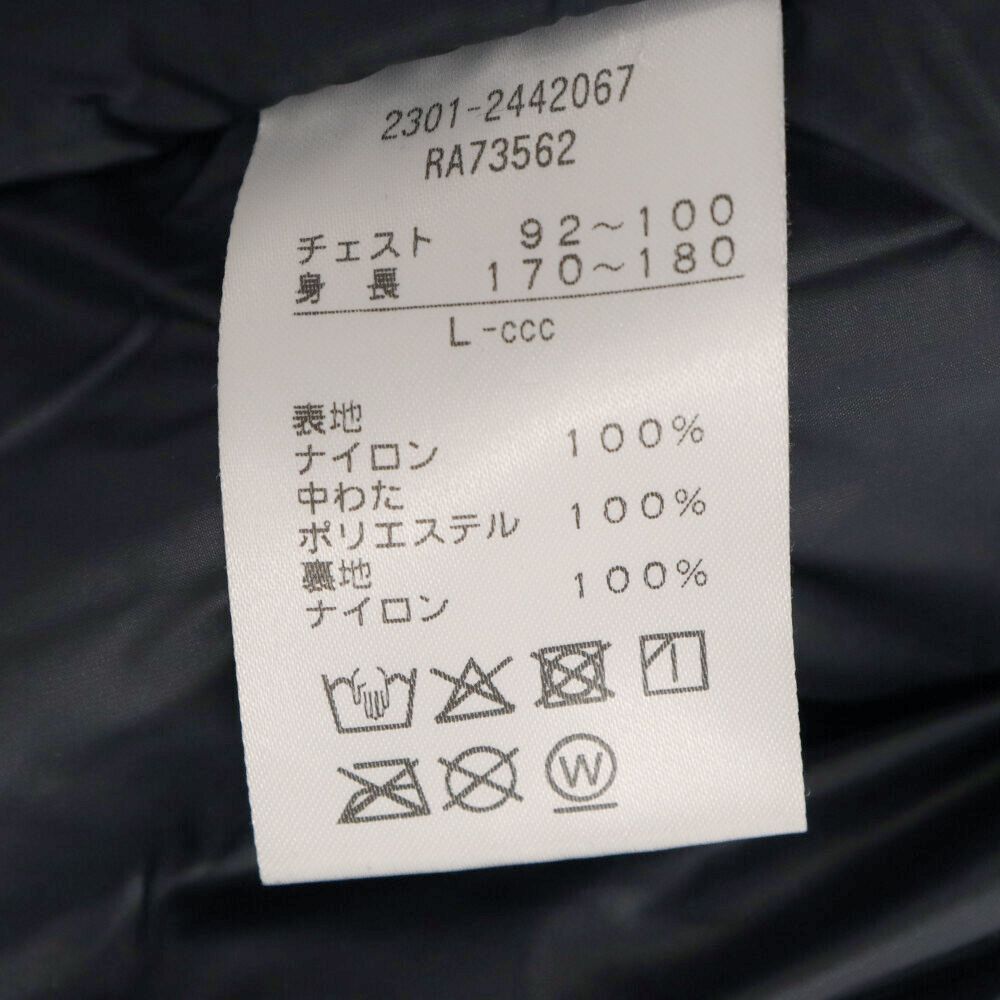 2301-2442067
RA73562
チェスト 92～100
身長 170～180
L-ccc
表地
ナイロン 100%
中わた
ポリエステル 100%
裏地
ナイロン 100%
W